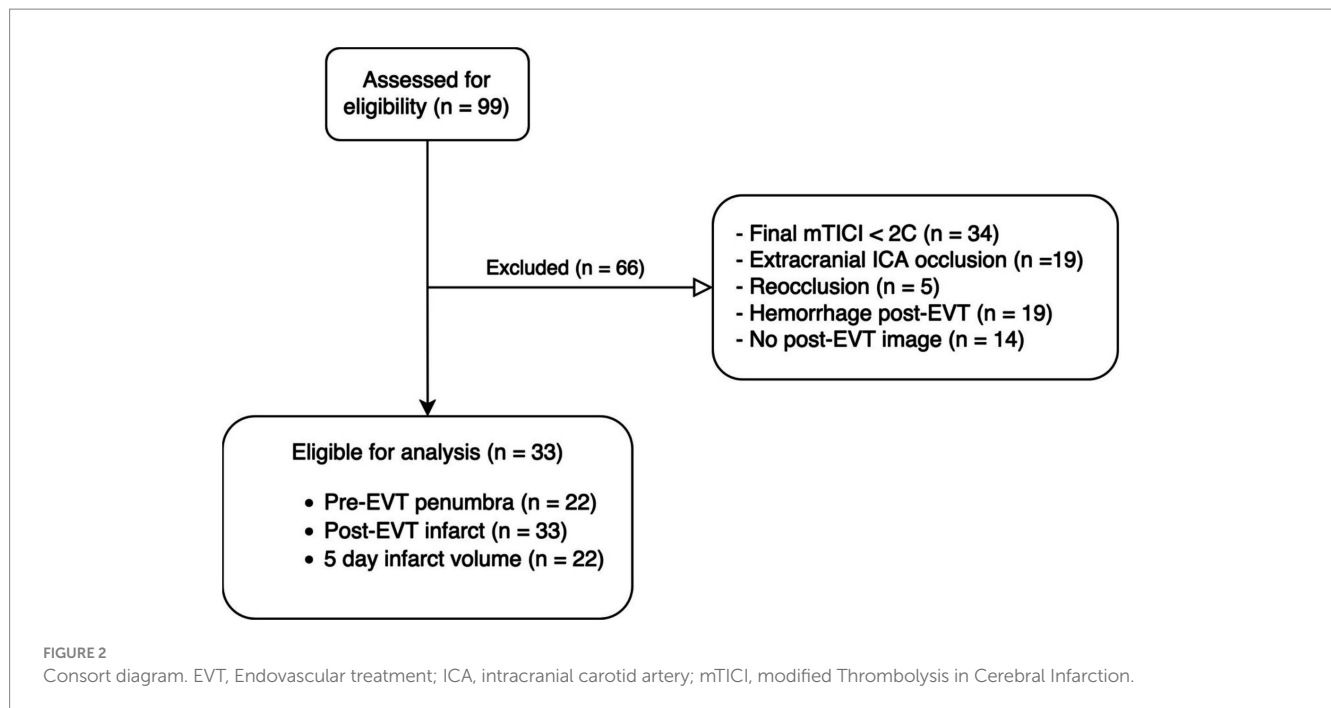 Assessed for
eligibility (n = 99)
Excluded (n = 66)
- Final mTICI < 2C (n = 34)
- Extracranial ICA occlusion (n =19)
- Reocclusion (n = 5)
- Hemorrhage post-EVT (n = 19)
- No post-EVT image (n = 14)
Eligible for analysis (n = 33)
• Pre-EVT penumbra (n = 22)
• Post-EVT infarct (n = 33)
• 5 day infarct volume (n = 22)
FIGURE 2
Consort diagram. EVT, Endovascular treatment; ICA, intracranial carotid artery; mTICI, modified Thrombolysis in Cerebral Infarction.